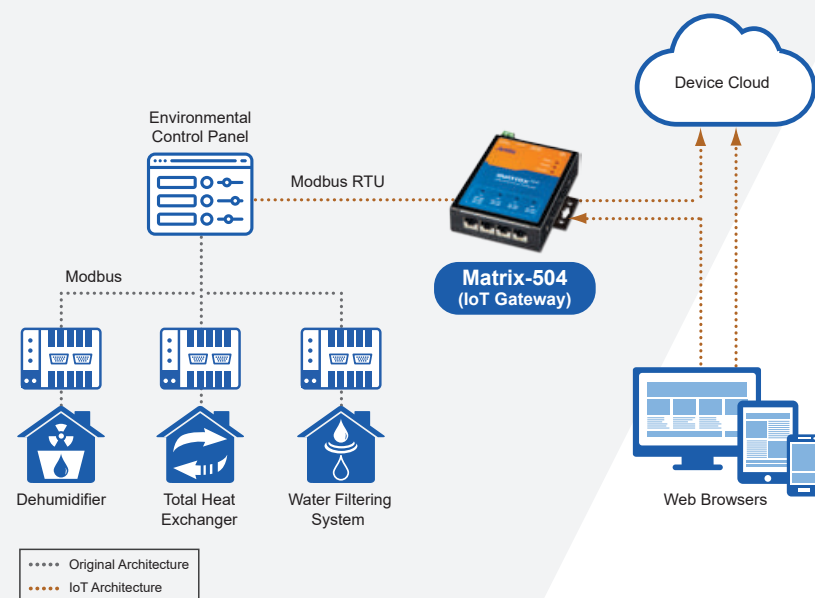 Device Cloud
Environmental
Control Panel
Modbus RTU
matrix
Matrix-504
(IoT Gateway)
Modbus
Dehumidifier
Total Heat
Exchanger
Water Filtering
System
Web Browsers
Original Architecture
IoT Architecture